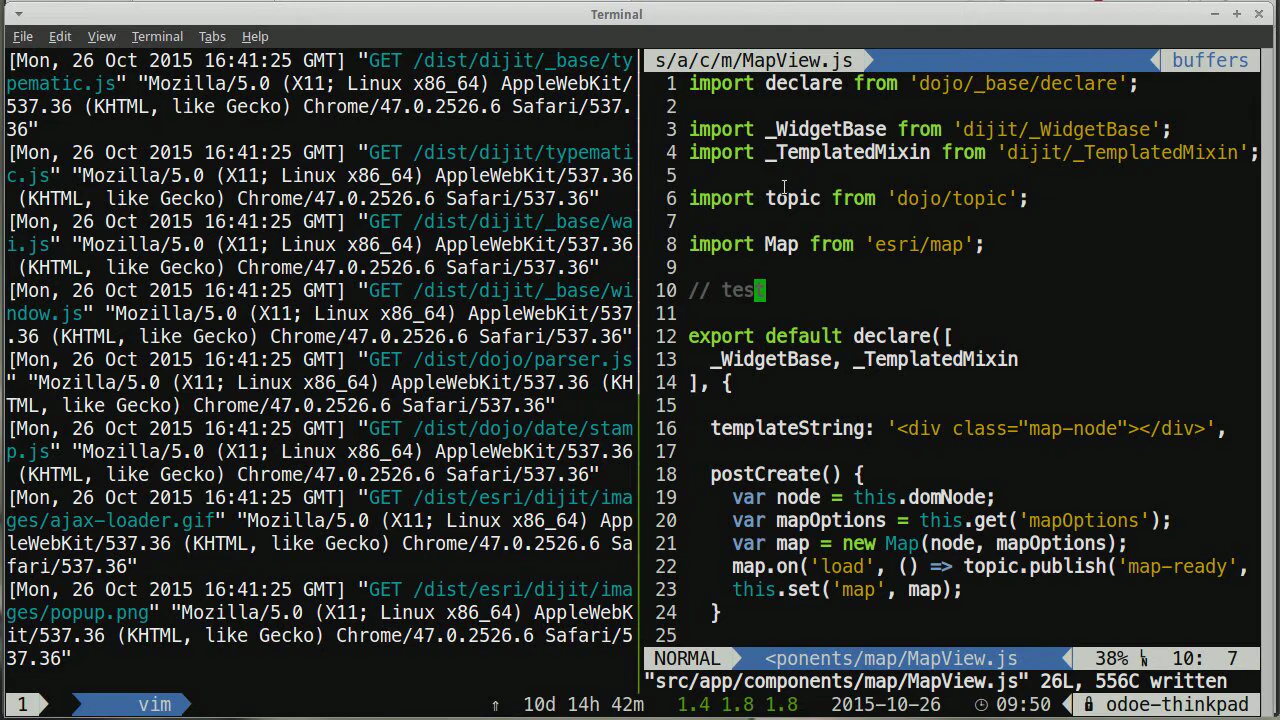 Terminal
File Edit View Terminal Tabs Help
[Mon, 26 Oct 2015 16:41:25 GMT] "GET /dist/dijit/_base/ty
pematic.js" "Mozilla/5.0 (X11; Linux x86_64) AppleWebKit/
537.36 (KHTML, like Gecko) Chrome/47.0.2526.6 Safari/537.
36"
[Mon, 26 Oct 2015 16:41:25 GMT] "GET /dist/dijit/typemati
c.js" "Mozilla/5.0 (X11; Linux x86_64) AppleWebKit/537.36
(KHTML, like Gecko) Chrome/47.0.2526.6 Safari/537.36"
[Mon, 26 Oct 2015 16:41:25 GMT] "GET /dist/dijit/_base/wa
i.js" "Mozilla/5.0 (X11; Linux x86_64) AppleWebKit/537.36
(KHTML, like Gecko) Chrome/47.0.2526.6 Safari/537.36"
[Mon, 26 Oct 2015 16:41:25 GMT] "GET /dist/dijit/_base/wi
ndow.js" "Mozilla/5.0 (X11; Linux x86_64) AppleWebKit/537
.36 (KHTML, like Gecko) Chrome/47.0.2526.6 Safari/537.36"
[Mon, 26 Oct 2015 16:41:25 GMT] "GET /dist/dojo/parser.js
" "Mozilla/5.0 (X11; Linux x86_64) AppleWebKit/537.36 (KH
TML, like Gecko) Chrome/47.0.2526.6 Safari/537.36"
[Mon, 26 Oct 2015 16:41:25 GMT] "GET /dist/dojo/date/stam
p.js" "Mozilla/5.0 (X11; Linux x86_64) AppleWebKit/537.36
(KHTML, like Gecko) Chrome/47.0.2526.6 Safari/537.36"
[Mon, 26 Oct 2015 16:41:25 GMT] "GET /dist/esri/dijit/ima
ges/ajax-loader.gif" "Mozilla/5.0 (X11; Linux x86_64) App
leWebKit/537.36 (KHTML, like Gecko) Chrome/47.0.2526.6 Sa
fari/537.36"
[Mon, 26 Oct 2015 16:41:25 GMT] "GET /dist/esri/dijit/ima
ges/popup.png" "Mozilla/5.0 (X11; Linux x86_64) AppleWebK
it/537.36 (KHTML, like Gecko) Chrome/47.0.2526.6 Safari/5
37.36"
s/a/c/m/MapView.js buffers
1 import declare from 'dojo/_base/declare';
2
3 import _WidgetBase from 'dijit/_WidgetBase';
4 import _TemplatedMixin from 'dijit/_TemplatedMixin';
5
6 import topic from 'dojo/topic';
7
8 import Map from 'esri/map';
9
10 // test
11
12 export default declare([
13 _WidgetBase, _TemplatedMixin
14 ], {
15
16 templateString: '<div class="map-node"></div>',
17
18 postCreate() {
19 var node = this.domNode;
20 var mapOptions = this.get('mapOptions');
21 var map = new Map(node, mapOptions);
22 map.on('load', () => topic.publish('map-ready',
23 this.set('map', map);
24 }
25
NORMAL <ponents/map/MapView.js 38% 10: 7
"src/app/components/map/MapView.js" 26L, 556C written
1 vim ⇑ 10d 14h 42m 1.4 1.8 1.8 2015-10-26 09:50 odoe-thinkpad